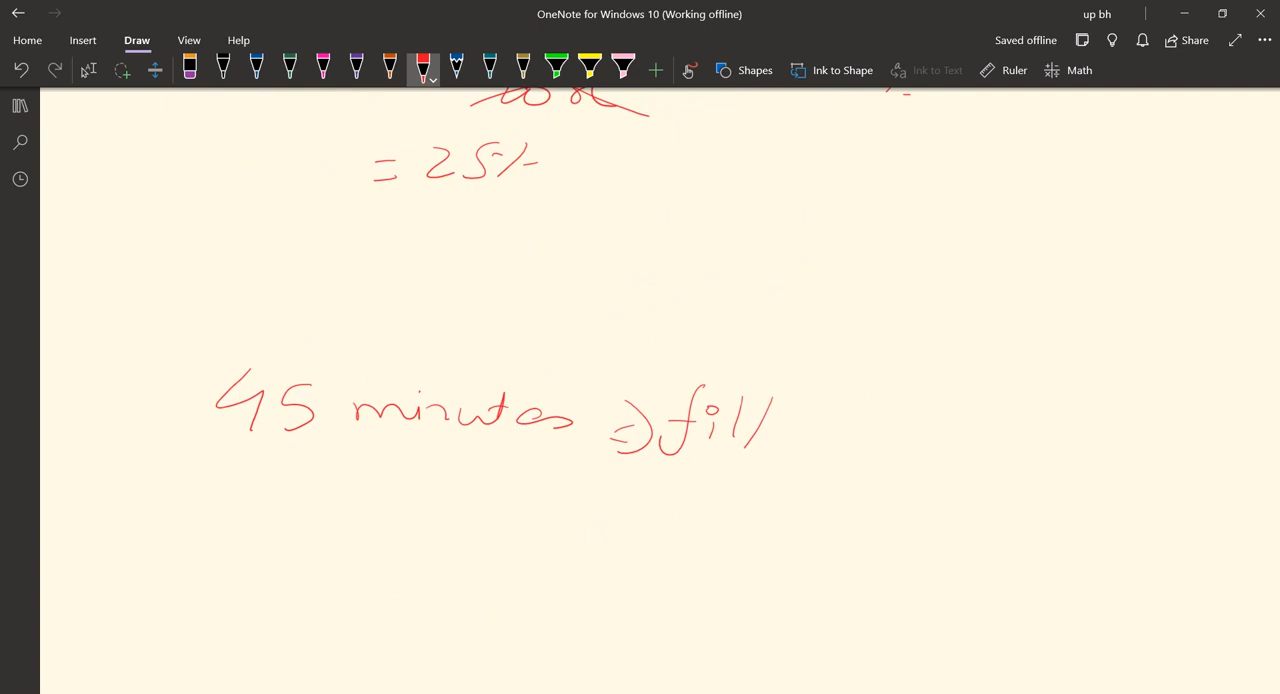 OneNote for Windows 10 (Working offline)
up bh
Home Insert Draw View Help
Saved offline
Share
Shapes
Ink to Shape
Ink to Text
Ruler
Math
= 25%
45 minutes => fill